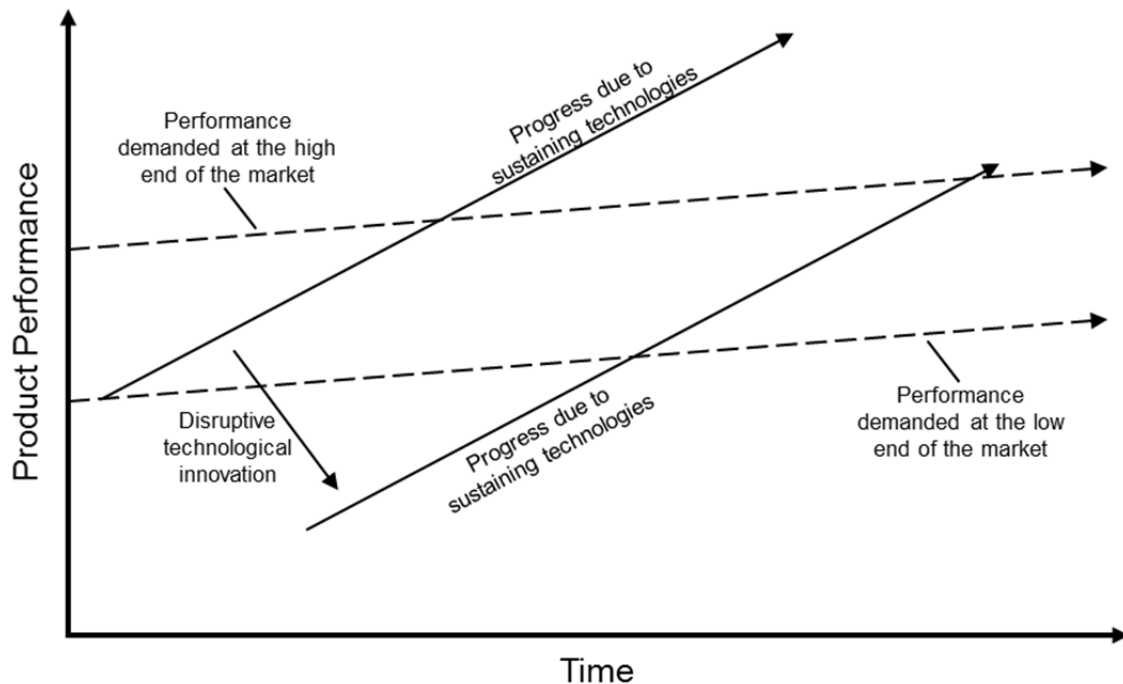 Progress due to
sustaining technologies
Performance
demanded at the high
end of the market
Product Performance
Disruptive
technological
innovation
Progress due to
sustaining technologies
Performance
demanded at the low
end of the market
Time